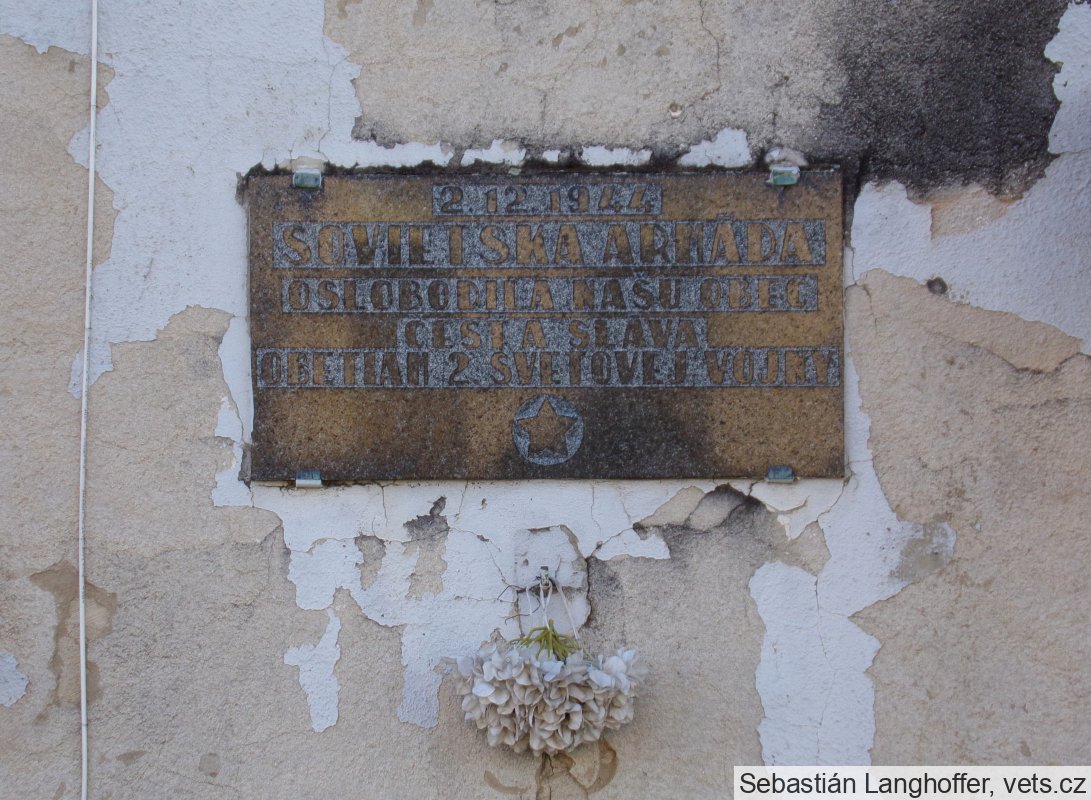 2.12.1944
SOVIETSKA ARMÁDA
OSLOBODILA NAŠU OBEC
ČESŤ A SLÁVA
OBETIAM 2. SVETOVEJ VOJNY
Sebastián Langhoffer, vets.cz